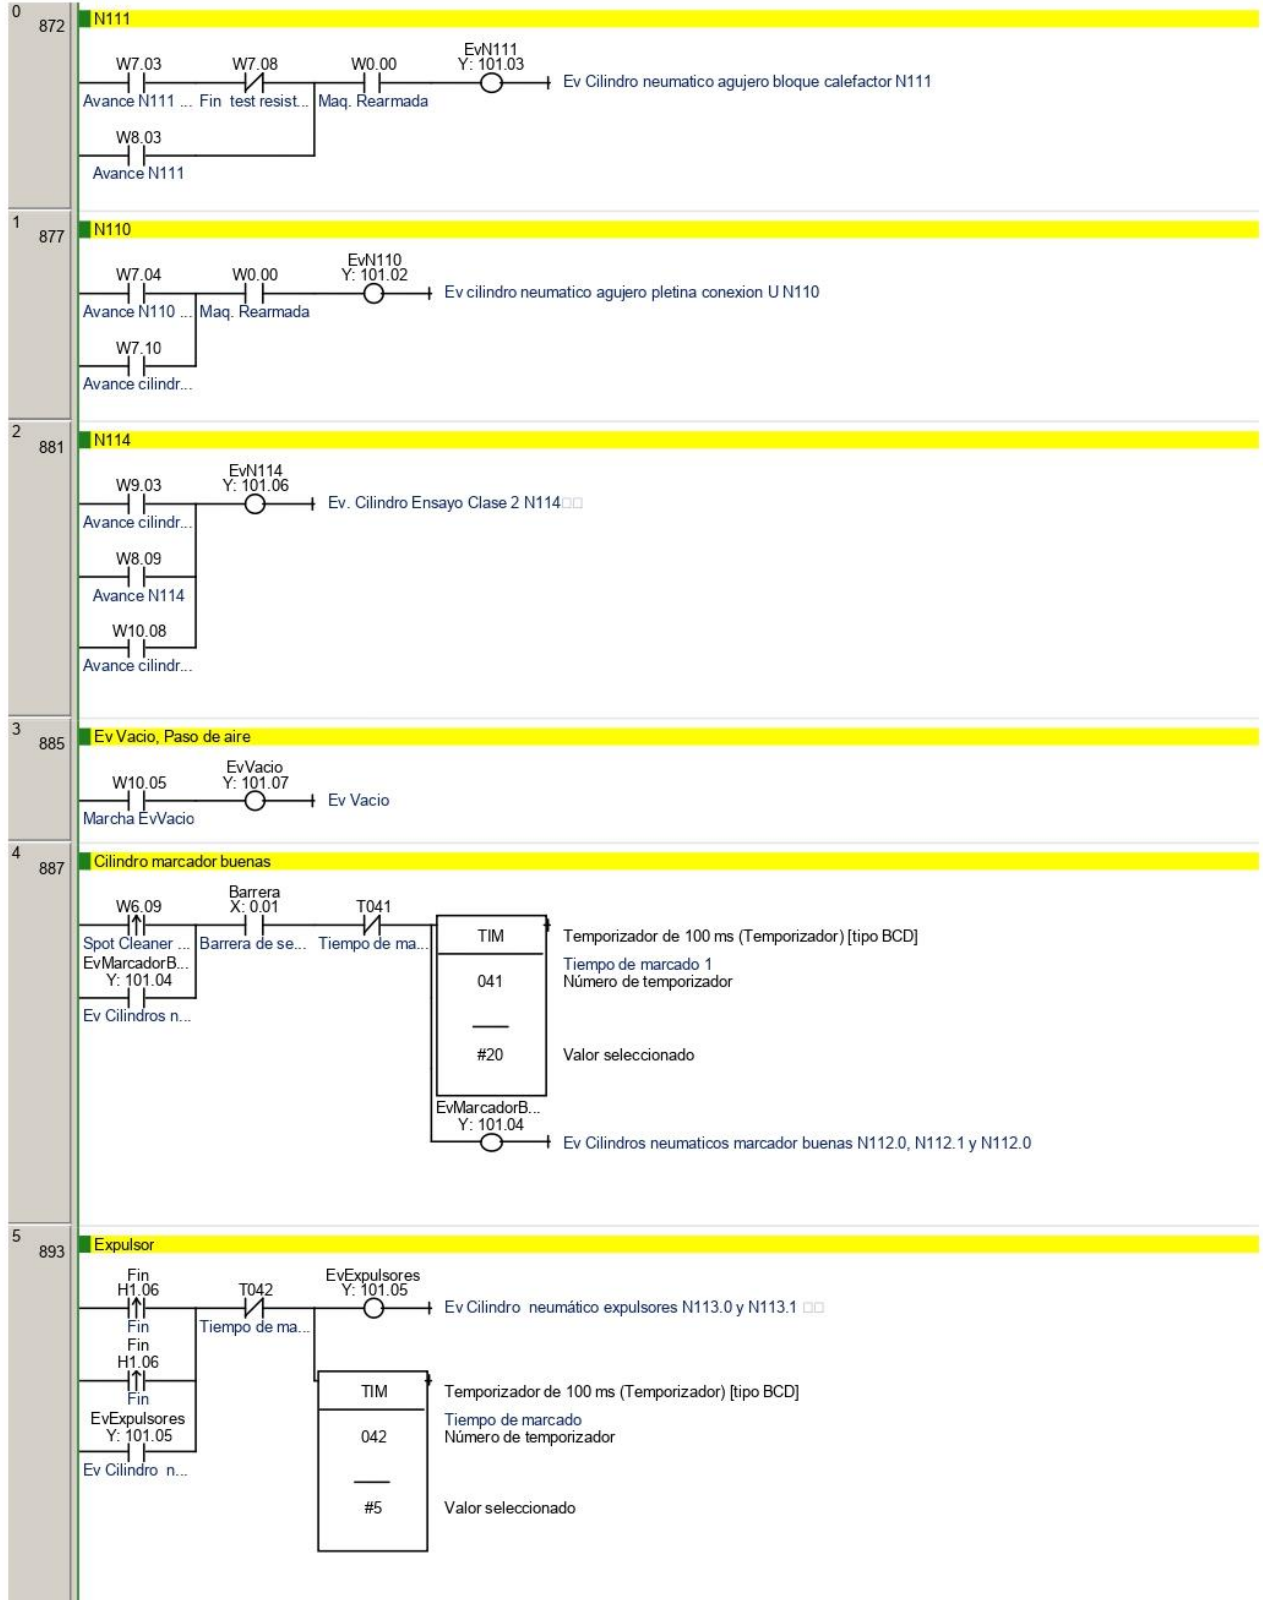 0
872
N111
W7.03
W7.08
W0.00
EvN111
Y: 101.03
Ev Cilindro neumatico agujero bloque calefactor N111
Avance N111 ...
Fin test resist...
Maq. Rearmada
W8.03
Avance N111
1
877
N110
W7.04
W0.00
EvN110
Y: 101.02
Ev cilindro neumatico agujero pletina conexion U N110
Avance N110 ...
Maq. Rearmada
W7.10
Avance cilindr...
2
881
N114
W9.03
EvN114
Y: 101.06
Ev. Cilindro Ensayo Clase 2 N114
Avance cilindr...
W8.09
Avance N114
W10.08
Avance cilindr...
3
885
Ev Vacio, Paso de aire
W10.05
EvVacio
Y: 101.07
Ev Vacio
Marcha EvVacio
4
887
Cilindro marcador buenas
W6.09
Barrera
X: 0.01
T041
Spot Cleaner ...
Barrera de se...
Tiempo de ma...
TIM
Temporizador de 100 ms (Temporizador) [tipo BCD]
Tiempo de marcado 1
041
Número de temporizador
#20
Valor seleccionado
EvMarcadorB...
Y: 101.04
Ev Cilindros n...
EvMarcadorB...
Y: 101.04
Ev Cilindros neumaticos marcador buenas N112.0, N112.1 y N112.0
5
893
Expulsor
Fin
H1.06
Fin
T042
Tiempo de ma...
EvExpulsores
Y: 101.05
Ev Cilindro neumático expulsores N113.0 y N113.1
Fin
H1.06
Fin
EvExpulsores
Y: 101.05
Ev Cilindro n...
TIM
Temporizador de 100 ms (Temporizador) [tipo BCD]
Tiempo de marcado
042
Número de temporizador
#5
Valor seleccionado